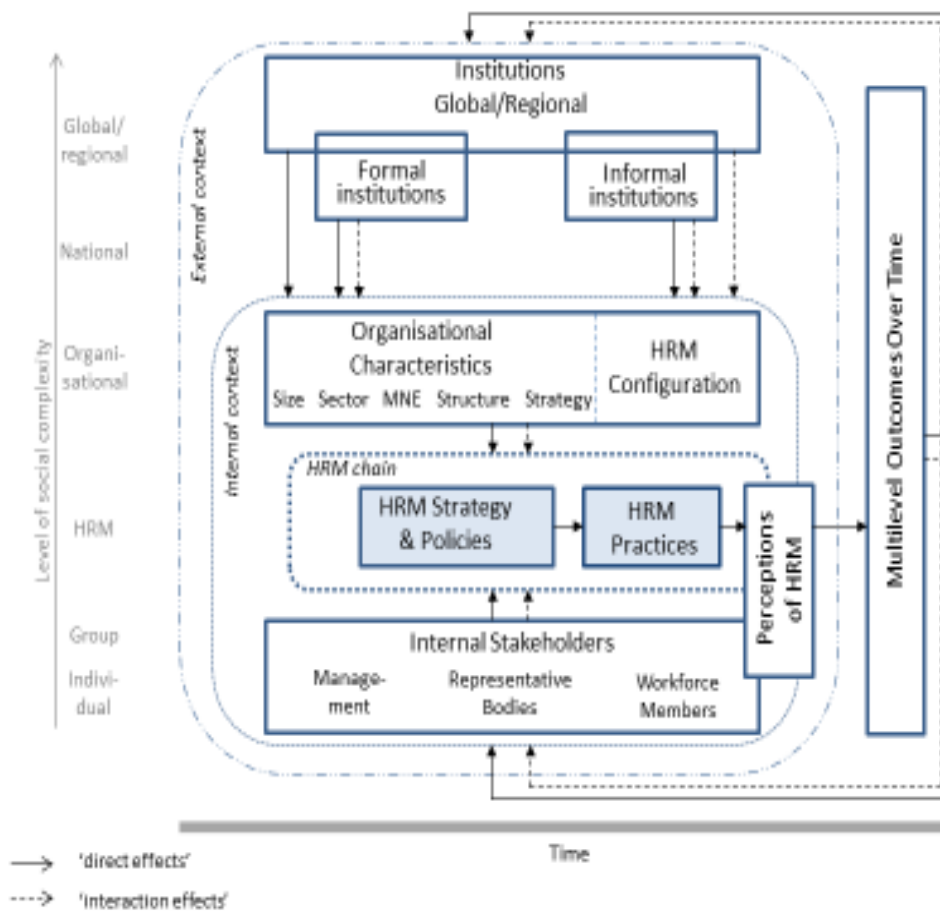 Institutions
Global/Regional
Global/
regional
External context
Formal
institutions
Informal
institutions
National
Organi-
sational
Organisational
Characteristics
HRM
Configuration
Size Sector MNE Structure Strategy
Internal context
Level of social complexity
HRM chain
HRM
HRM Strategy
& Policies
HRM
Practices
Perceptions
of HRM
Multilevel Outcomes Over Time
Group
Individ-
dual
Internal Stakeholders
Manage-
ment
Representative
Bodies
Workforce
Members
Time
'direct effects'
'interaction effects'